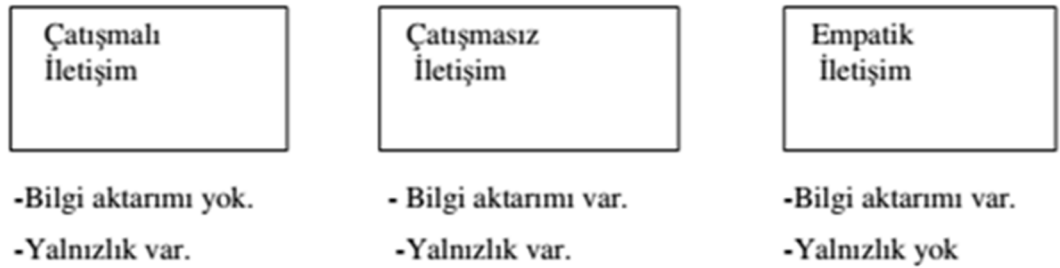 Çatışmalı
İletişim
-Bilgi aktarımı yok.
-Yalnızlık var.
Çatışmasız
İletişim
- Bilgi aktarımı var.
-Yalnızlık var.
Empatik
İletişim
-Bilgi aktarımı var.
-Yalnızlık yok